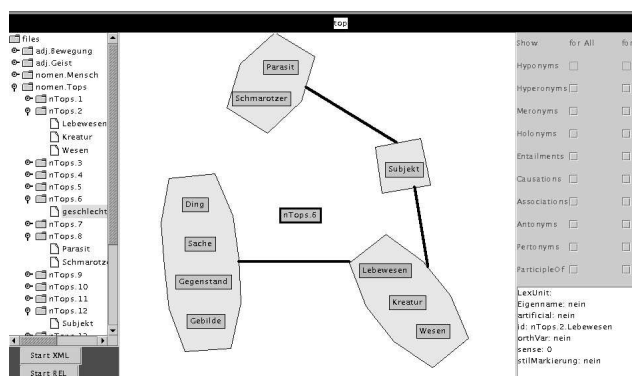 top
files
adj.Bewegung
adj.Geist
nomen.Mensch
nomen.Tops
nTops.1
nTops.2
Lebewesen
Kreatur
Wesen
nTops.3
nTops.4
nTops.5
nTops.6
geschlecht
nTops.7
nTops.8
Parasit
Schmarotze
nTops.9
nTops.10
nTops.11
nTops.12
Subjekt
Start XML
Start REL
Parasit
Schmarotzer
Subjekt
Ding
Sache
Gegenstand
Gebilde
nTops.6
Lebewesen
Kreatur
Wesen
Show for All for
Hyponyms
Hyperonyms
Meronyms
Holonyms
Entailments
Causations
Associations
Antonyms
Pertonyms
ParticipleOf
LexUnit:
Eigenname: nein
artificial: nein
id: nTops.2.Lebewesen
orthVar: nein
sense: 0
stilMarkierung: nein